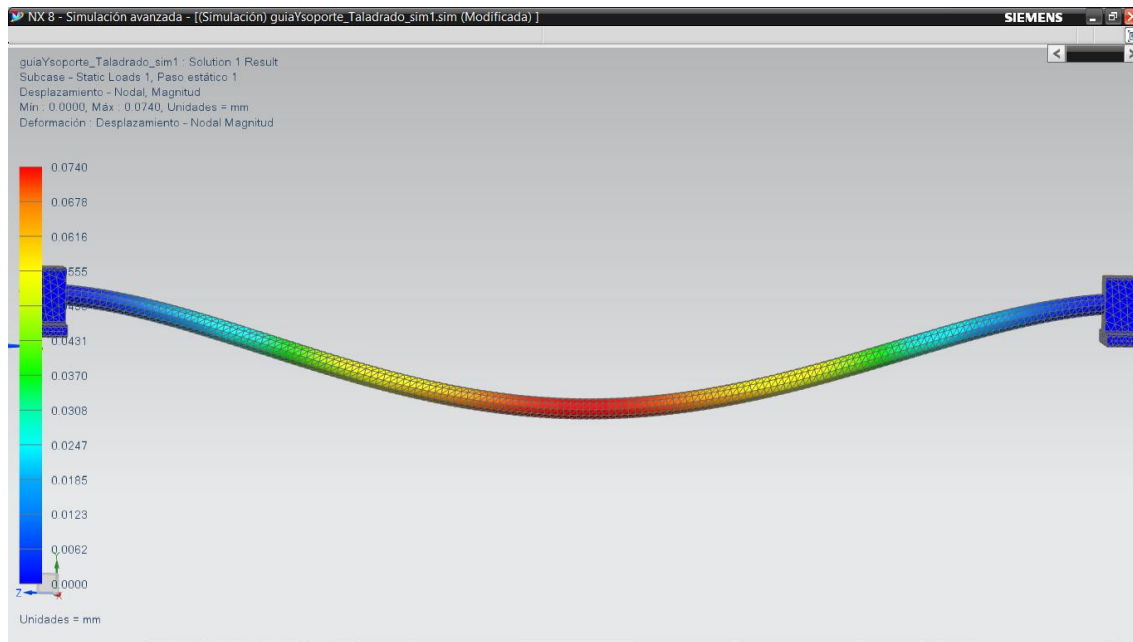 NX 8 - Simulación avanzada - [(Simulación) guiaYsoporte_Taladrado_sim1.sim (Modificada) ]
SIEMENS
guiaYsoporte_Taladrado_sim1 : Solution 1 Result
Subcase - Static Loads 1, Paso estático 1
Desplazamiento - Nodal, Magnitud
Mín : 0.0000, Máx : 0.0740, Unidades = mm
Deformación : Desplazamiento - Nodal Magnitud
0.0740
0.0678
0.0616
0.0431
0.0370
0.0308
0.0247
0.0185
0.0123
0.0062
0.0000
Y
Z
X
Unidades = mm